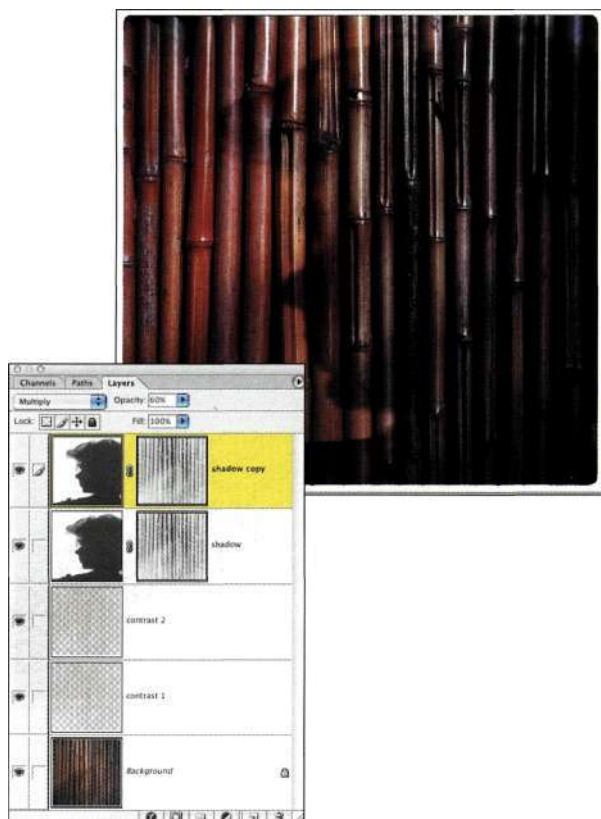 Channels Paths Layers
Multiply Opacity: 60%
Lock: Fill: 100%
shadow copy
shadow
contrast 2
contrast 1
Background